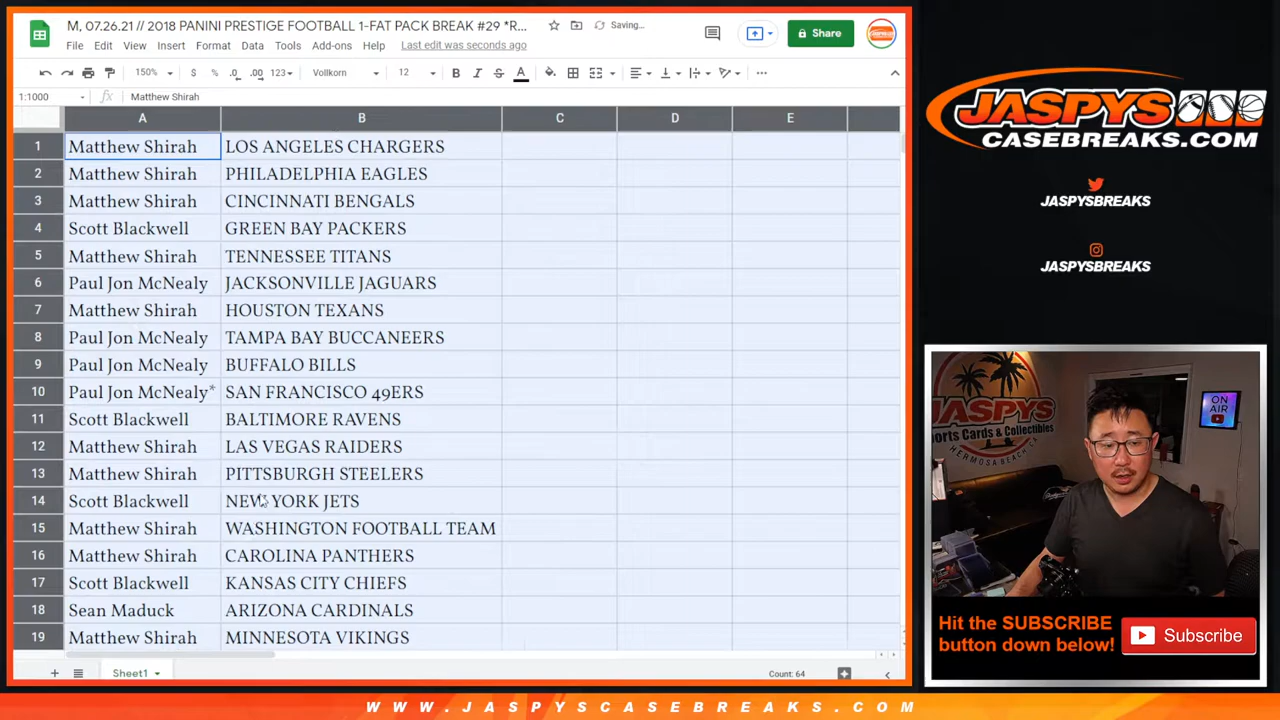 M, 07.26.21 // 2018 PANINI PRESTIGE FOOTBALL 1-FAT PACK BREAK #29 *R...
Saving...
File Edit View Insert Format Data Tools Add-ons Help Last edit was seconds ago
Share
150% $ % .0 .00 123 Vollkorn 12 B I S A
1:1000 fx Matthew Shirah
A B C D E
1 Matthew Shirah LOS ANGELES CHARGERS
2 Matthew Shirah PHILADELPHIA EAGLES
3 Matthew Shirah CINCINNATI BENGALS
4 Scott Blackwell GREEN BAY PACKERS
5 Matthew Shirah TENNESSEE TITANS
6 Paul Jon McNealy JACKSONVILLE JAGUARS
7 Matthew Shirah HOUSTON TEXANS
8 Paul Jon McNealy TAMPA BAY BUCCANEERS
9 Paul Jon McNealy BUFFALO BILLS
10 Paul Jon McNealy* SAN FRANCISCO 49ERS
11 Scott Blackwell BALTIMORE RAVENS
12 Matthew Shirah LAS VEGAS RAIDERS
13 Matthew Shirah PITTSBURGH STEELERS
14 Scott Blackwell NEW YORK JETS
15 Matthew Shirah WASHINGTON FOOTBALL TEAM
16 Matthew Shirah CAROLINA PANTHERS
17 Scott Blackwell KANSAS CITY CHIEFS
18 Sean Maduck ARIZONA CARDINALS
19 Matthew Shirah MINNESOTA VIKINGS
Sheet1
Count: 64
JASPYS
CASEBREAKS.COM
JASPYSBREAKS
JASPYSBREAKS
JASPYS
Sports Cards & Collectibles
HERMOSA BEACH, CA
ON
AIR
Hit the SUBSCRIBE
button down below!
Subscribe
WWW.JASPYSCASEBREAKS.COM